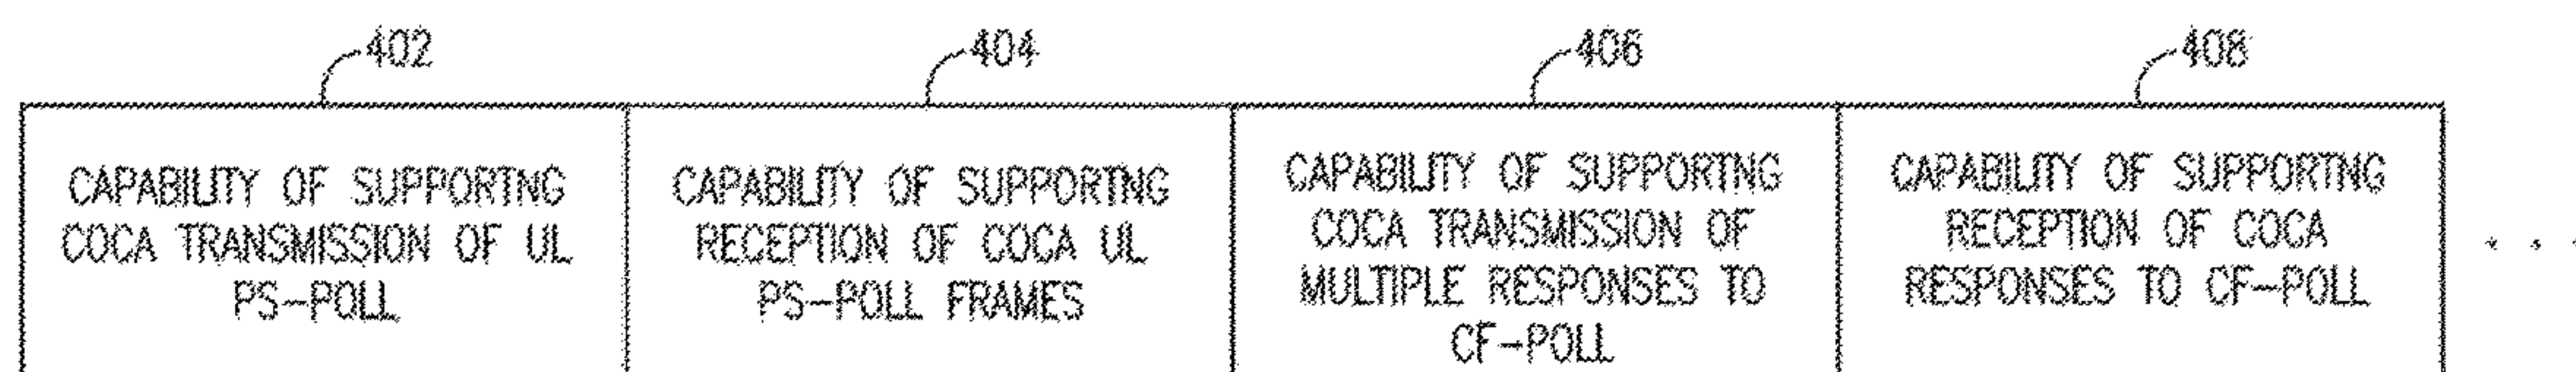 402
404
406
408
CAPABILITY OF SUPPORTNG
COCA TRANSMISSION OF UL
PS-POLL
CAPABILITY OF SUPPORTNG
RECEPTION OF COCA UL
PS-POLL FRAMES
CAPABILITY OF SUPPORTNG
COCA TRANSMISSION OF
MULTIPLE RESPONSES TO
CF-POLL
CAPABILITY OF SUPPORTNG
RECEPTION OF COCA
RESPONSES TO CF-POLL
. . .